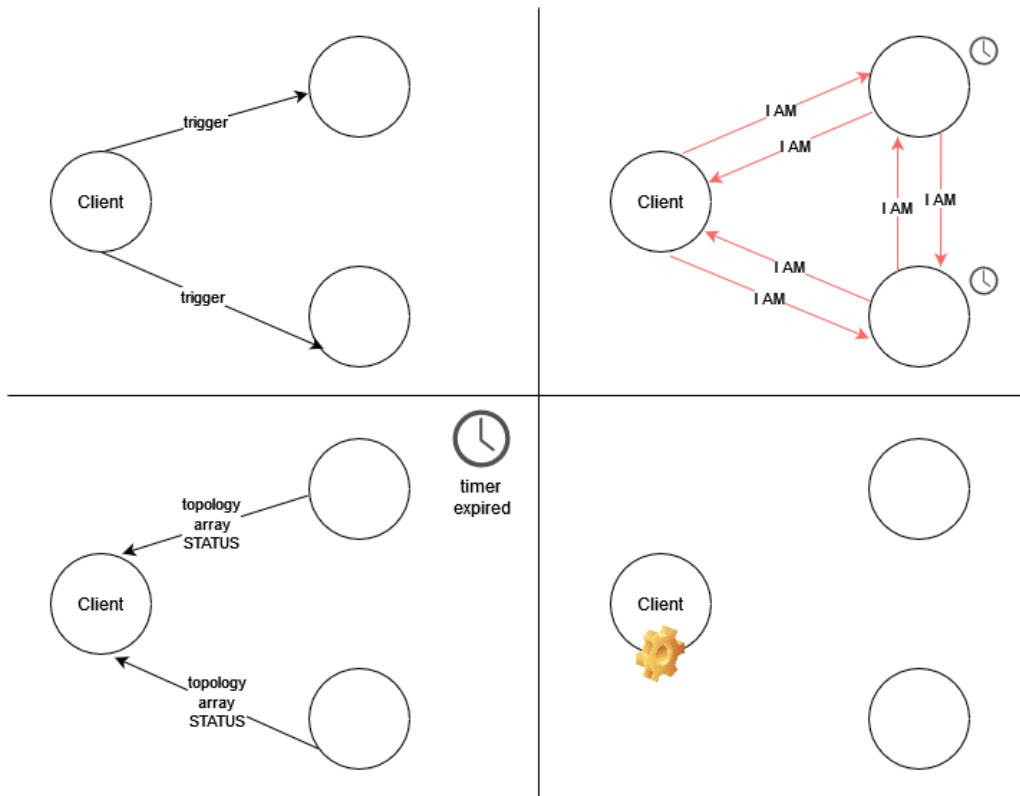 trigger
Client
trigger
I AM
I AM
Client
I AM
I AM
I AM
I AM
timer
expired
topology
array
STATUS
Client
topology
array
STATUS
Client